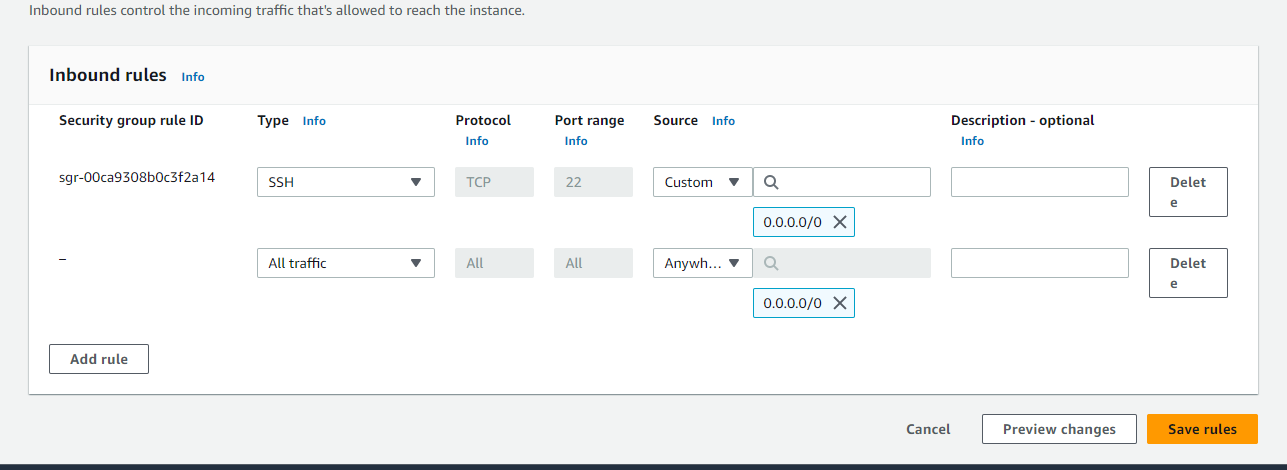 Inbound rules control the incoming traffic that's allowed to reach the instance.
Inbound rules Info
Security group rule ID Type Info Protocol Info Port range Info Source Info Description - optional Info
sgr-00ca9308b0c3f2a14 SSH TCP 22 Custom Delet
e
0.0.0.0/0
– All traffic All All Anywh... Delet
e
0.0.0.0/0
Add rule
Cancel Preview changes Save rules